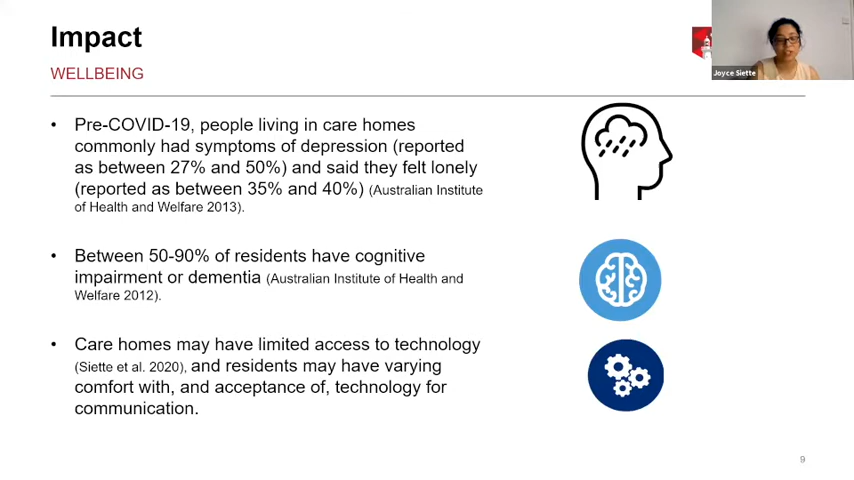 Impact
WELLBEING
Joyce Siette
• Pre-COVID-19, people living in care homes
commonly had symptoms of depression (reported
as between 27% and 50%) and said they felt lonely
(reported as between 35% and 40%) (Australian Institute
of Health and Welfare 2013).
• Between 50-90% of residents have cognitive
impairment or dementia (Australian Institute of Health and
Welfare 2012).
• Care homes may have limited access to technology
(Siette et al. 2020), and residents may have varying
comfort with, and acceptance of, technology for
communication.
9